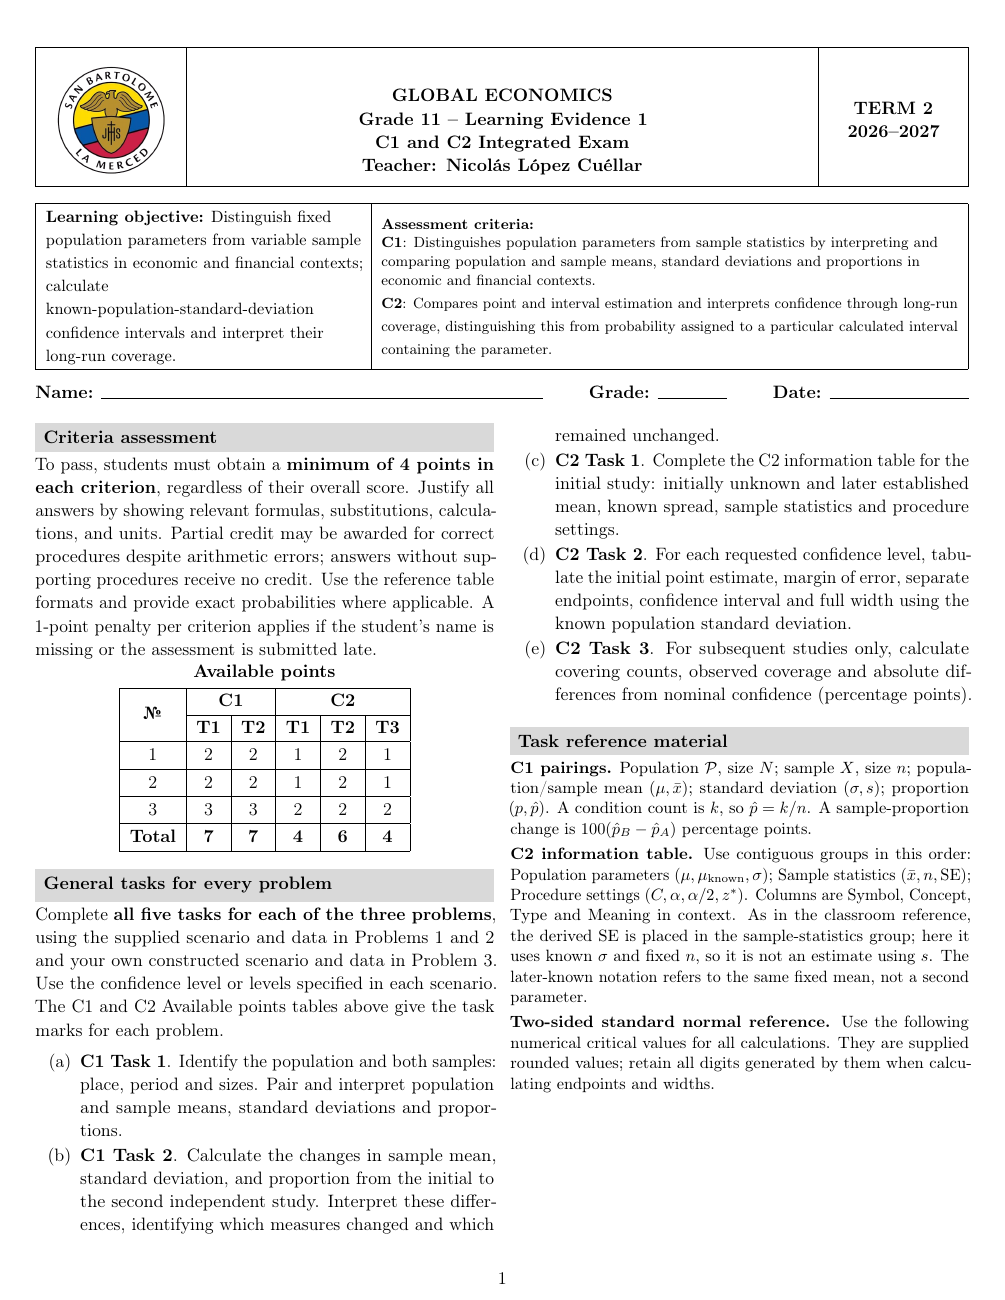 SAN BARTOLOME
LA MERCED
JHS
GLOBAL ECONOMICS
Grade 11 – Learning Evidence 1
C1 and C2 Integrated Exam
Teacher: Nicolás López Cuéllar
TERM 2
2026–2027
Learning objective: Distinguish fixed
population parameters from variable sample
statistics in economic and financial contexts;
calculate
known-population-standard-deviation
confidence intervals and interpret their
long-run coverage.
Assessment criteria:
C1: Distinguishes population parameters from sample statistics by interpreting and
comparing population and sample means, standard deviations and proportions in
economic and financial contexts.
C2: Compares point and interval estimation and interprets confidence through long-run
coverage, distinguishing this from probability assigned to a particular calculated interval
containing the parameter.
Name: Grade: Date:
Criteria assessment
To pass, students must obtain a minimum of 4 points in
each criterion, regardless of their overall score. Justify all
answers by showing relevant formulas, substitutions, calcula-
tions, and units. Partial credit may be awarded for correct
procedures despite arithmetic errors; answers without sup-
porting procedures receive no credit. Use the reference table
formats and provide exact probabilities where applicable. A
1-point penalty per criterion applies if the student's name is
missing or the assessment is submitted late.
Available points
№ C1 C2
T1 T2 T1 T2 T3
1 2 2 1 2 1
2 2 2 1 2 1
3 3 3 2 2 2
Total 7 7 4 6 4
General tasks for every problem
Complete all five tasks for each of the three problems,
using the supplied scenario and data in Problems 1 and 2
and your own constructed scenario and data in Problem 3.
Use the confidence level or levels specified in each scenario.
The C1 and C2 Available points tables above give the task
marks for each problem.
(a) C1 Task 1. Identify the population and both samples:
place, period and sizes. Pair and interpret population
and sample means, standard deviations and propor-
tions.
(b) C1 Task 2. Calculate the changes in sample mean,
standard deviation, and proportion from the initial to
the second independent study. Interpret these differ-
ences, identifying which measures changed and which
remained unchanged.
(c) C2 Task 1. Complete the C2 information table for the
initial study: initially unknown and later established
mean, known spread, sample statistics and procedure
settings.
(d) C2 Task 2. For each requested confidence level, tabu-
late the initial point estimate, margin of error, separate
endpoints, confidence interval and full width using the
known population standard deviation.
(e) C2 Task 3. For subsequent studies only, calculate
covering counts, observed coverage and absolute dif-
ferences from nominal confidence (percentage points).
Task reference material
C1 pairings. Population 𝒫, size N; sample X, size n; popula-
tion/sample mean (μ, x̄); standard deviation (σ, s); proportion
(p, p̂). A condition count is k, so p̂ = k/n. A sample-proportion
change is 100(p̂_B − p̂_A) percentage points.
C2 information table. Use contiguous groups in this order:
Population parameters (μ, μ_known, σ); Sample statistics (x̄, n, SE);
Procedure settings (C, α, α/2, z*). Columns are Symbol, Concept,
Type and Meaning in context. As in the classroom reference,
the derived SE is placed in the sample-statistics group; here it
uses known σ and fixed n, so it is not an estimate using s. The
later-known notation refers to the same fixed mean, not a second
parameter.
Two-sided standard normal reference. Use the following
numerical critical values for all calculations. They are supplied
rounded values; retain all digits generated by them when calcu-
lating endpoints and widths.
1